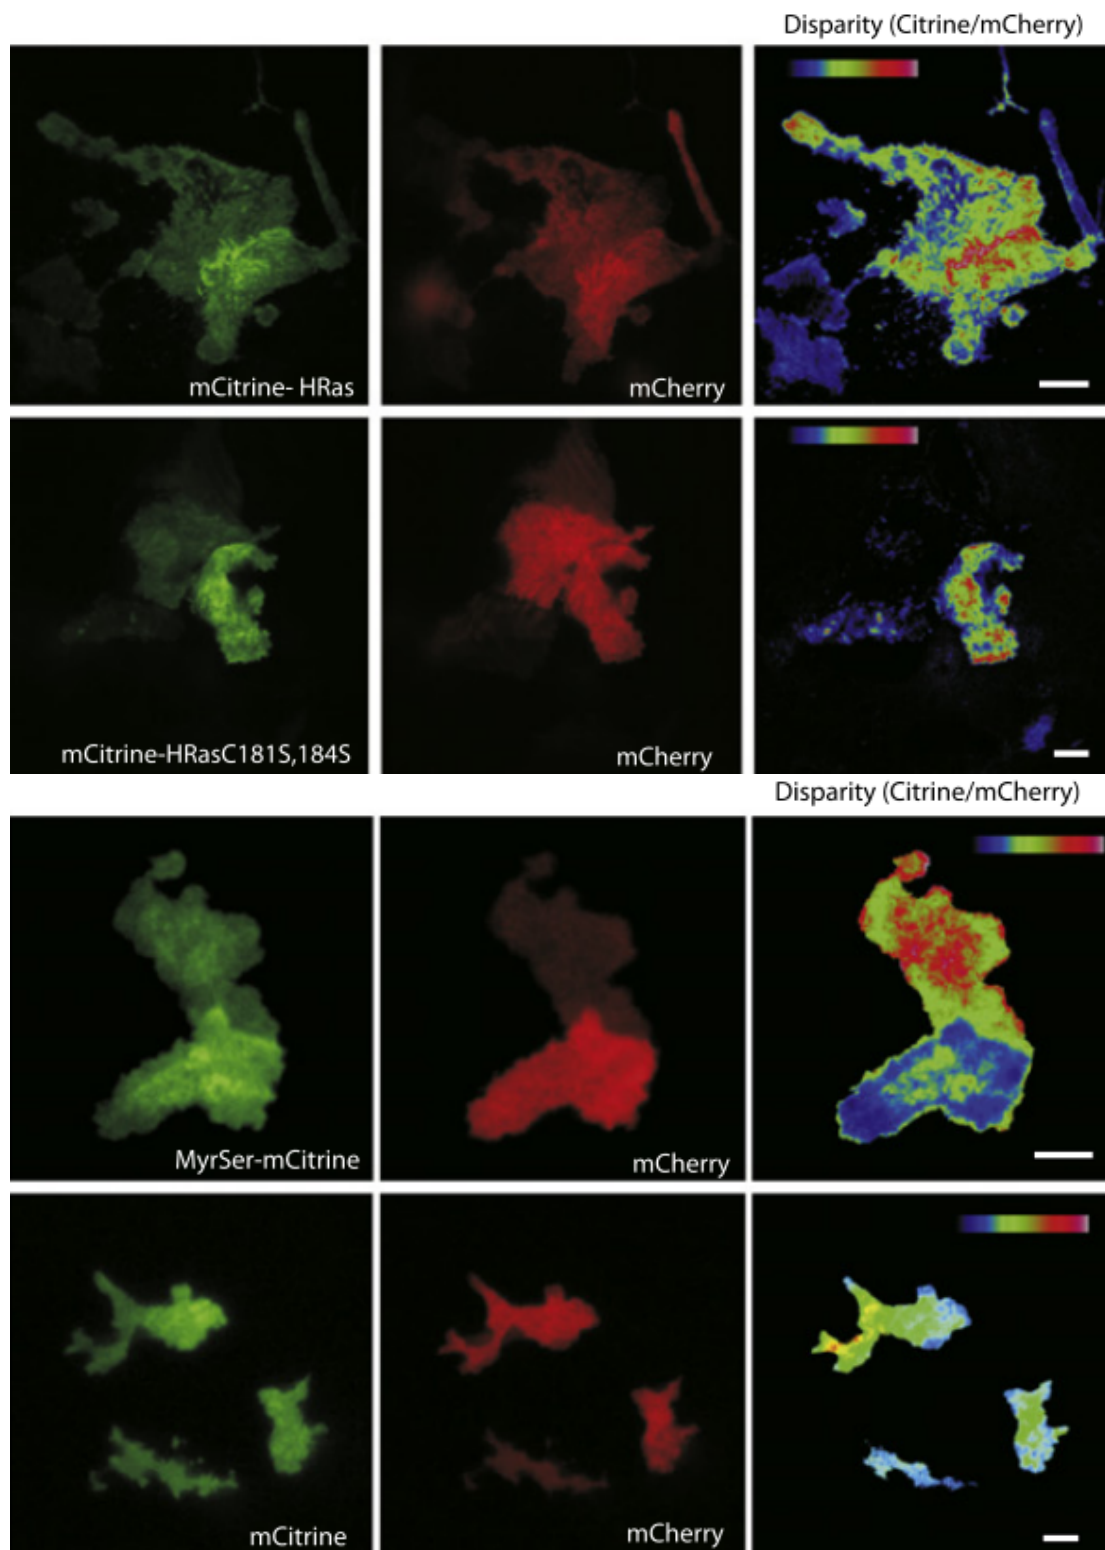 Disparity (Citrine/mCherry)
mCitrine- HRas
mCherry
mCitrine-HRasC181S,184S
mCherry
Disparity (Citrine/mCherry)
MyrSer-mCitrine
mCherry
mCitrine
mCherry